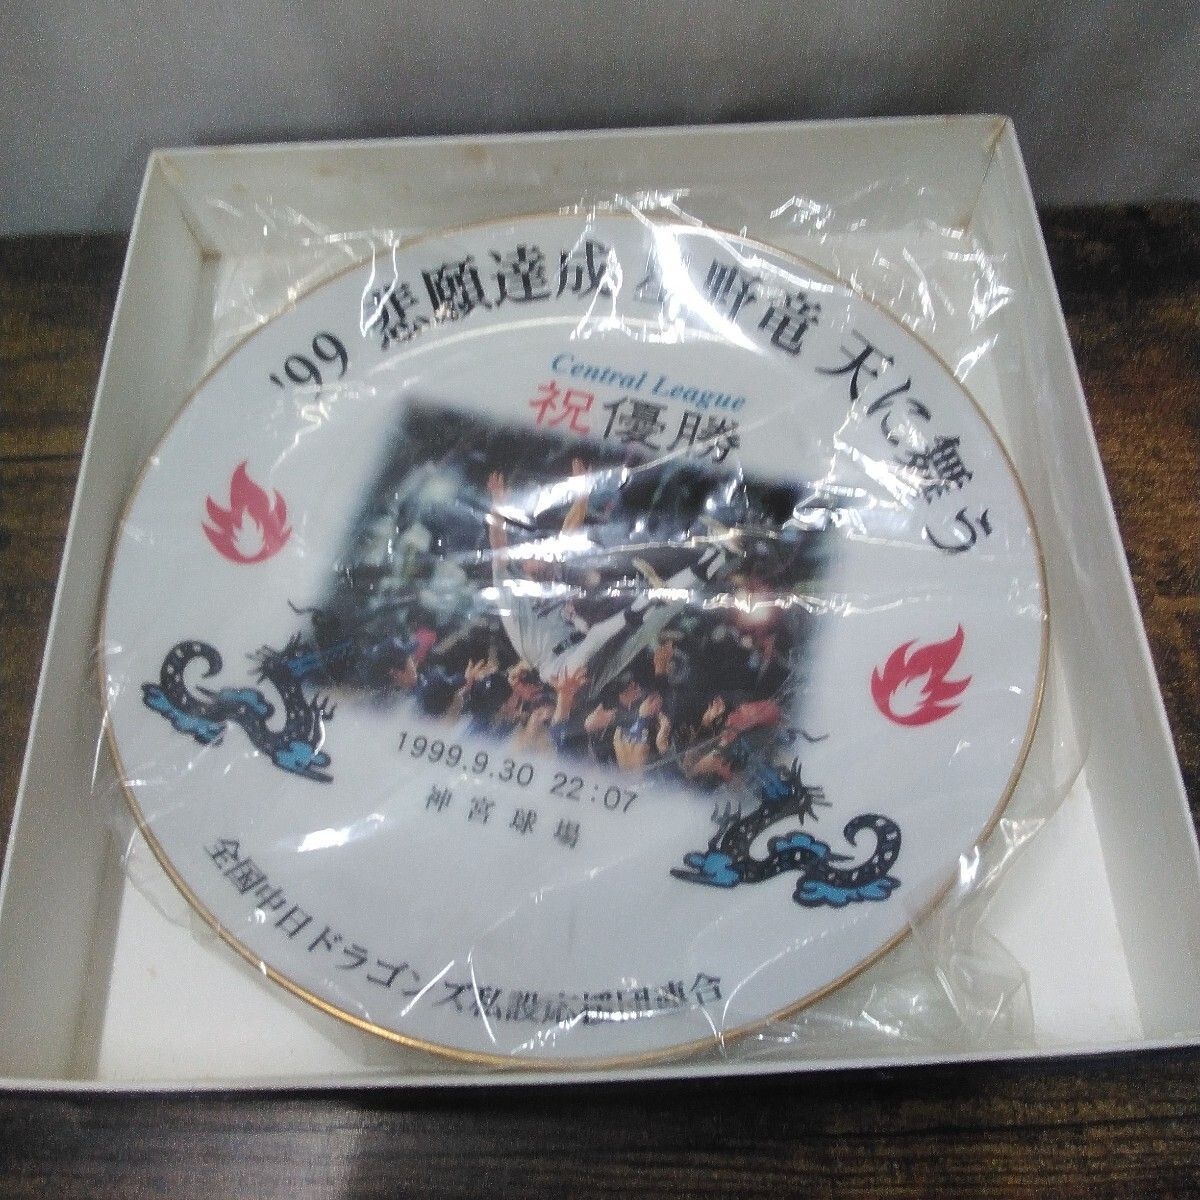 '99 悲願達成 星野竜 天に舞う
Central League
祝優勝
1999.9.30 22:07
神宮球場
全国中日ドラゴンズ私設応援団連合